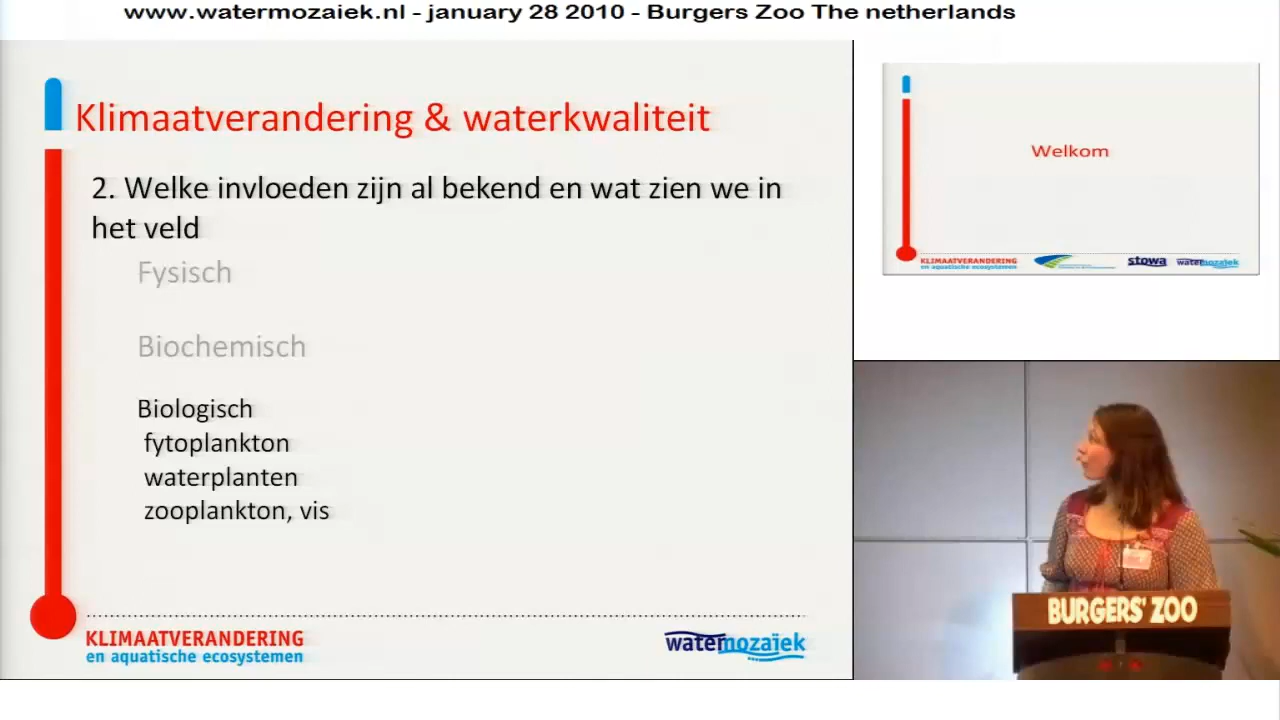 www.watermozaiek.nl - january 28 2010 - Burgers Zoo The netherlands
Klimaatverandering & waterkwaliteit
2. Welke invloeden zijn al bekend en wat zien we in
het veld
Fysisch
Biochemisch
Biologisch
fytoplankton
waterplanten
zooplankton, vis
KLIMAATVERANDERING
en aquatische ecosystemen
watermozaïek
Welkom
KLIMAATVERANDERING
en aquatische ecosystemen
stowa
watermozaïek
BURGERS' ZOO